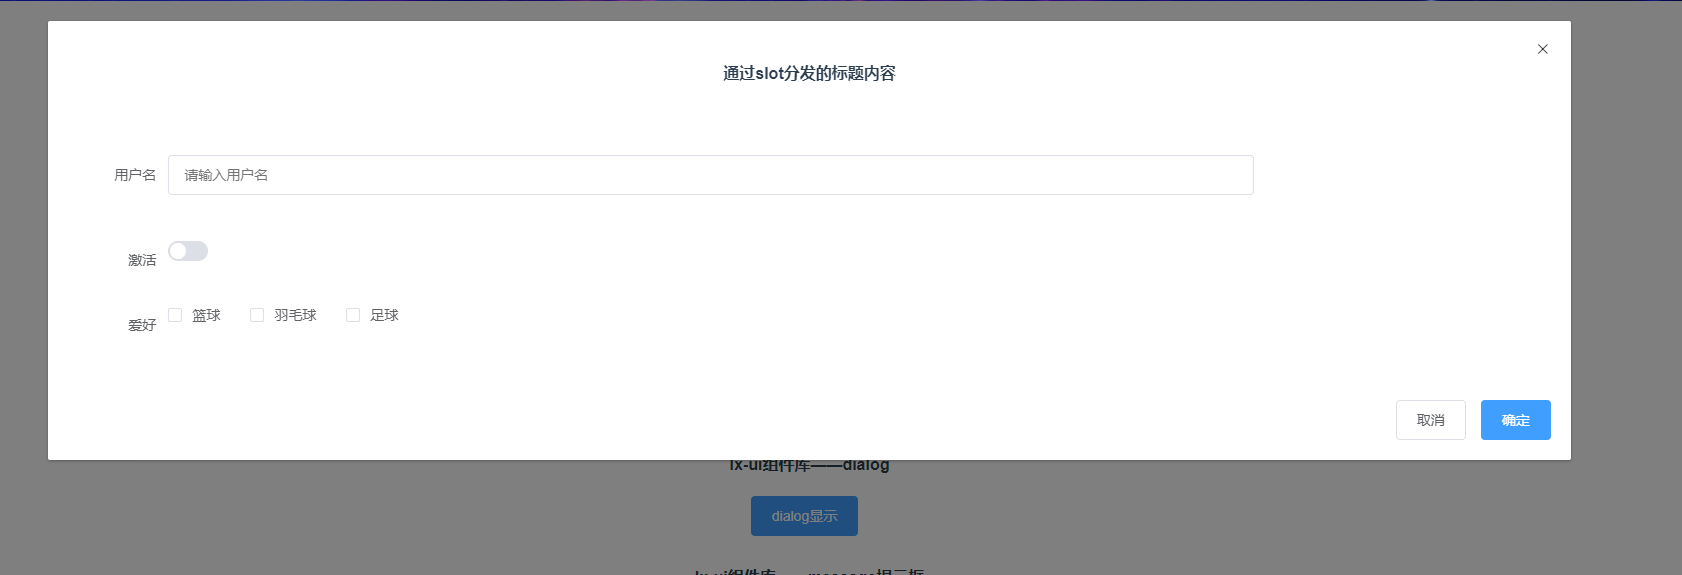 通过slot分发的标题内容
用户名 请输入用户名
激活
爱好 篮球 羽毛球 足球
取消 确定
lx-ui组件库——dialog
dialog显示
lx-ui组件库——message提示框